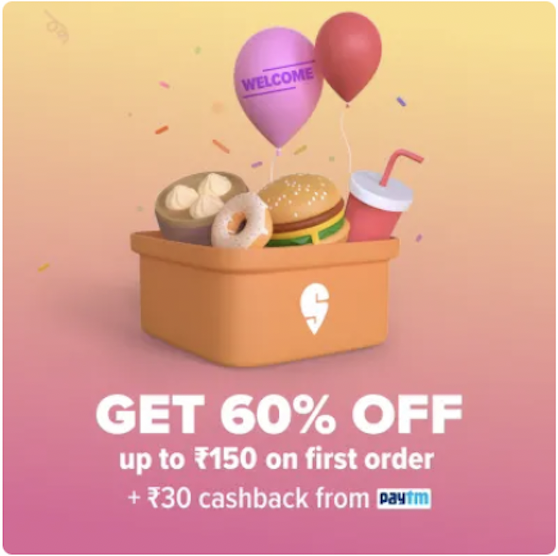 WELCOME
GET 60% OFF
up to ₹150 on first order
+ ₹30 cashback from paytm